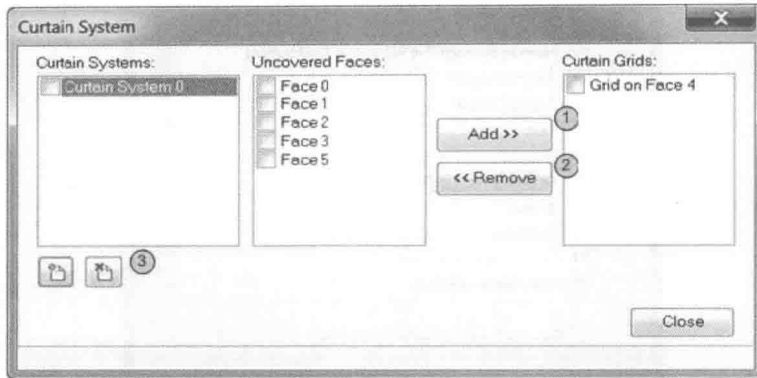 Curtain System
Curtain Systems:
Uncovered Faces:
Curtain Grids:
Curtain System 0
Face 0
Face 1
Face 2
Face 3
Face 5
Grid on Face 4
Add >>
1
<< Remove
2
3
Close